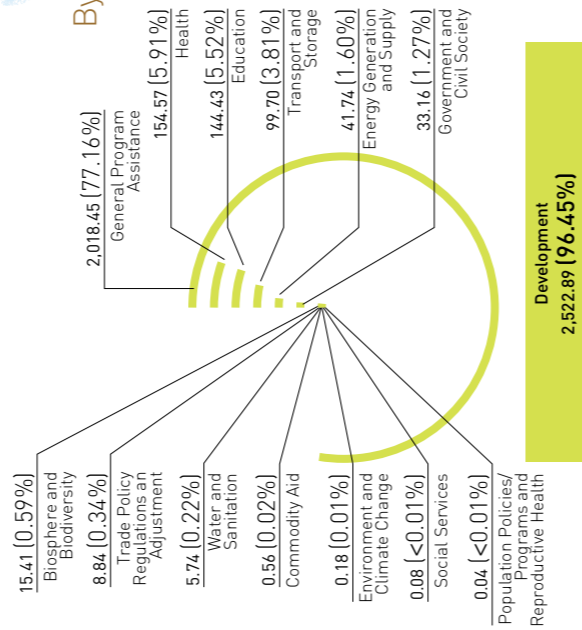 By
2,018.45 (77.16%)
General Program
Assistance
154.57 (5.91%)
Health
144.43 (5.52%)
Education
99.70 (3.81%)
Transport and
Storage
41.74 (1.60%)
Energy Generation
and Supply
33.16 (1.27%)
Government and
Civil Society
15.41 (0.59%)
Biosphere and
Biodiversity
8.84 (0.34%)
Trade Policy
Regulations an
Adjustment
5.74 (0.22%)
Water and
Sanitation
0.56 (0.02%)
Commodity Aid
0.18 (0.01%)
Environment and
Climate Change
0.08 (<0.01%)
Social Services
0.04 (<0.01%)
Population Policies/
Programs and
Reproductive Health
Development
2,522.89 (96.45%)